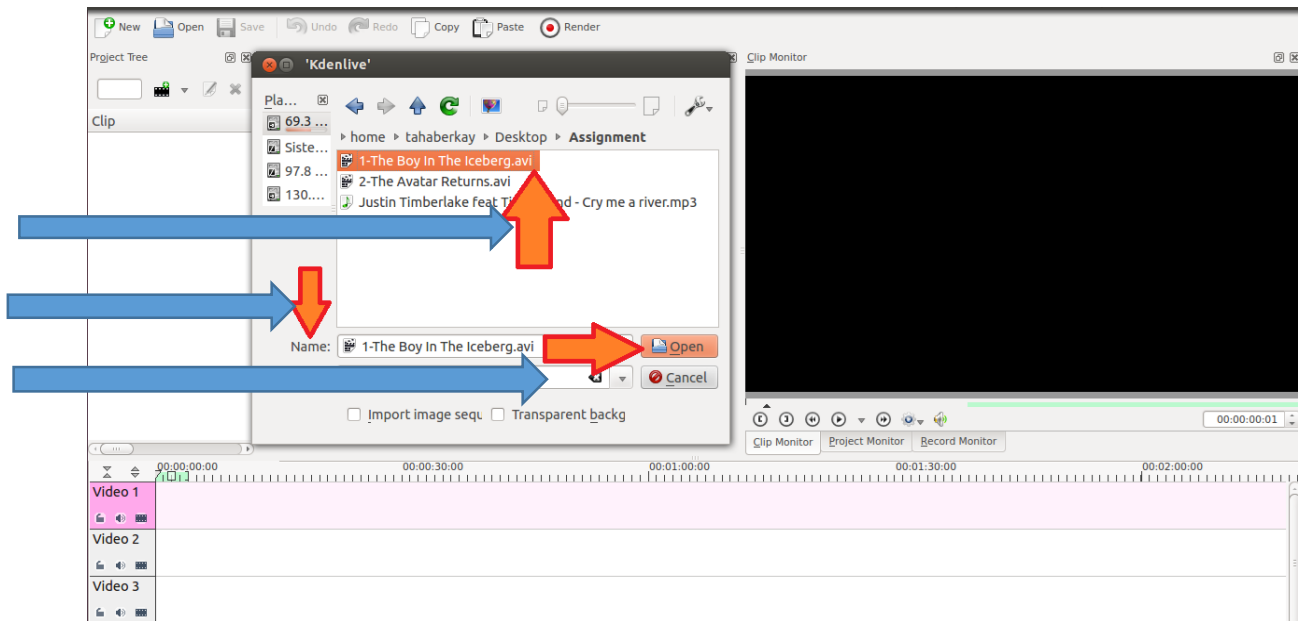 New Open Save Undo Redo Copy Paste Render
Project Tree
Clip Monitor
'Kdenlive'
Pla...
Clip
69.3 ...
home tahaberkay Desktop Assignment
Siste...
1-The Boy In The Iceberg.avi
97.8 ...
2-The Avatar Returns.avi
130....
Justin Timberlake feat - Cry me a river.mp3
Name: 1-The Boy In The Iceberg.avi Open
Cancel
Import image sequ Transparent backg
00:00:00:01
Clip Monitor Project Monitor Record Monitor
00:00:00:00 00:00:30:00 00:01:00:00 00:01:30:00 00:02:00:00
Video 1
Video 2
Video 3